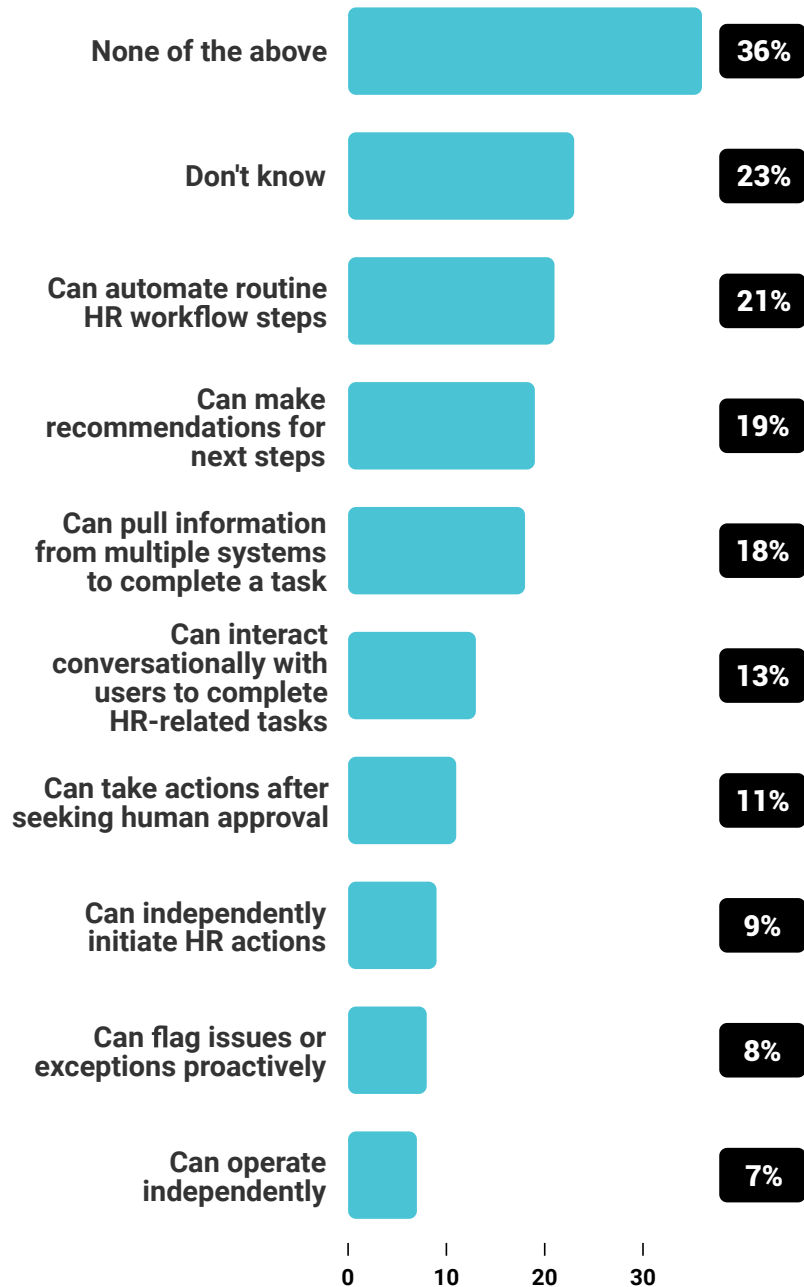 None of the above
36%
Don't know
23%
Can automate routine
HR workflow steps
21%
Can make
recommendations for
next steps
19%
Can pull information
from multiple systems
to complete a task
18%
Can interact
conversationally with
users to complete
HR-related tasks
13%
Can take actions after
seeking human approval
11%
Can independently
initiate HR actions
9%
Can flag issues or
exceptions proactively
8%
Can operate
independently
7%
0 10 20 30